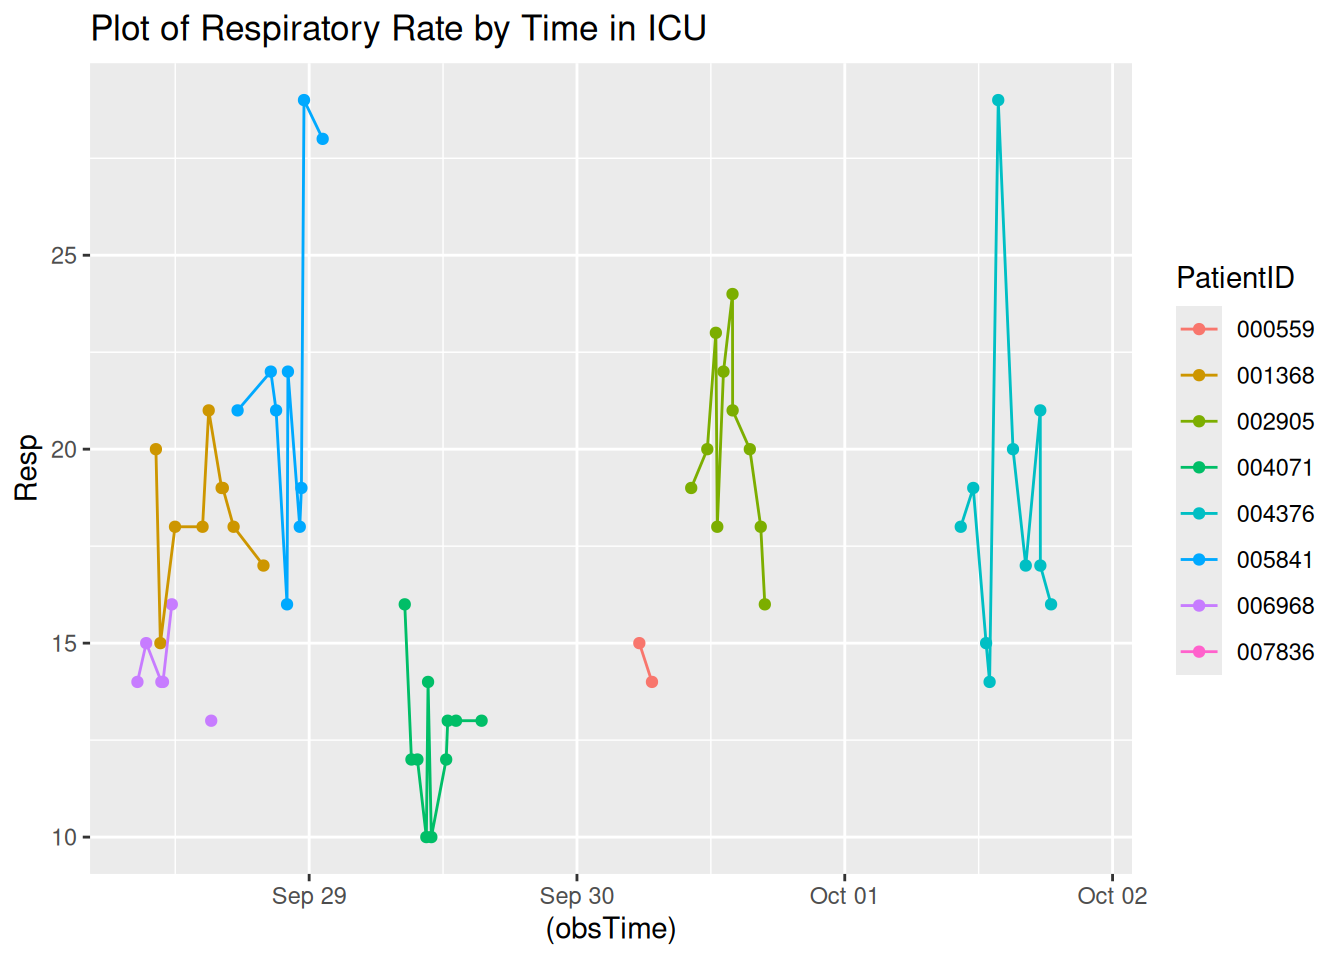 Plot of Respiratory Rate by Time in ICU
Resp
25
20
15
10
Sep 29
Sep 30
Oct 01
Oct 02
(obsTime)
PatientID
000559
001368
002905
004071
004376
005841
006968
007836